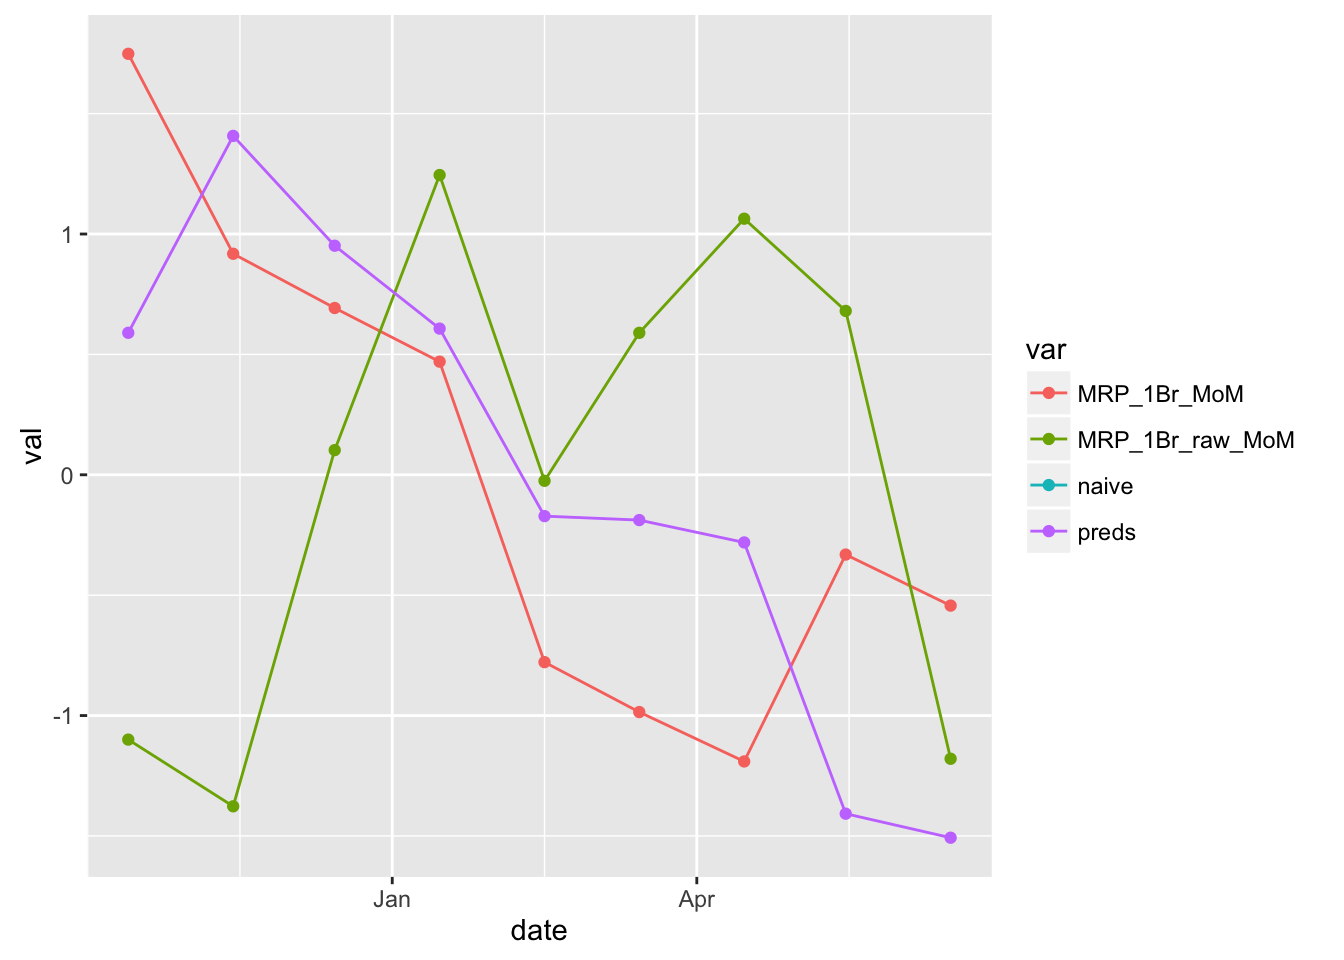 val
1
0
-1
Jan
Apr
date
var
MRP_1Br_MoM
MRP_1Br_raw_MoM
naive
preds